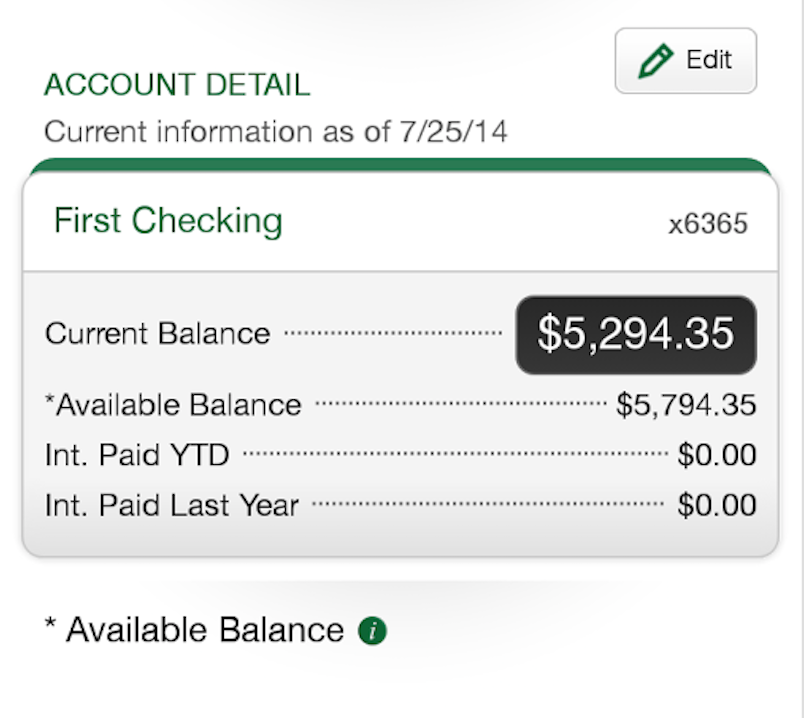 Edit
ACCOUNT DETAIL
Current information as of 7/25/14
First Checking x6365
Current Balance $5,294.35
*Available Balance $5,794.35
Int. Paid YTD $0.00
Int. Paid Last Year $0.00
* Available Balance i